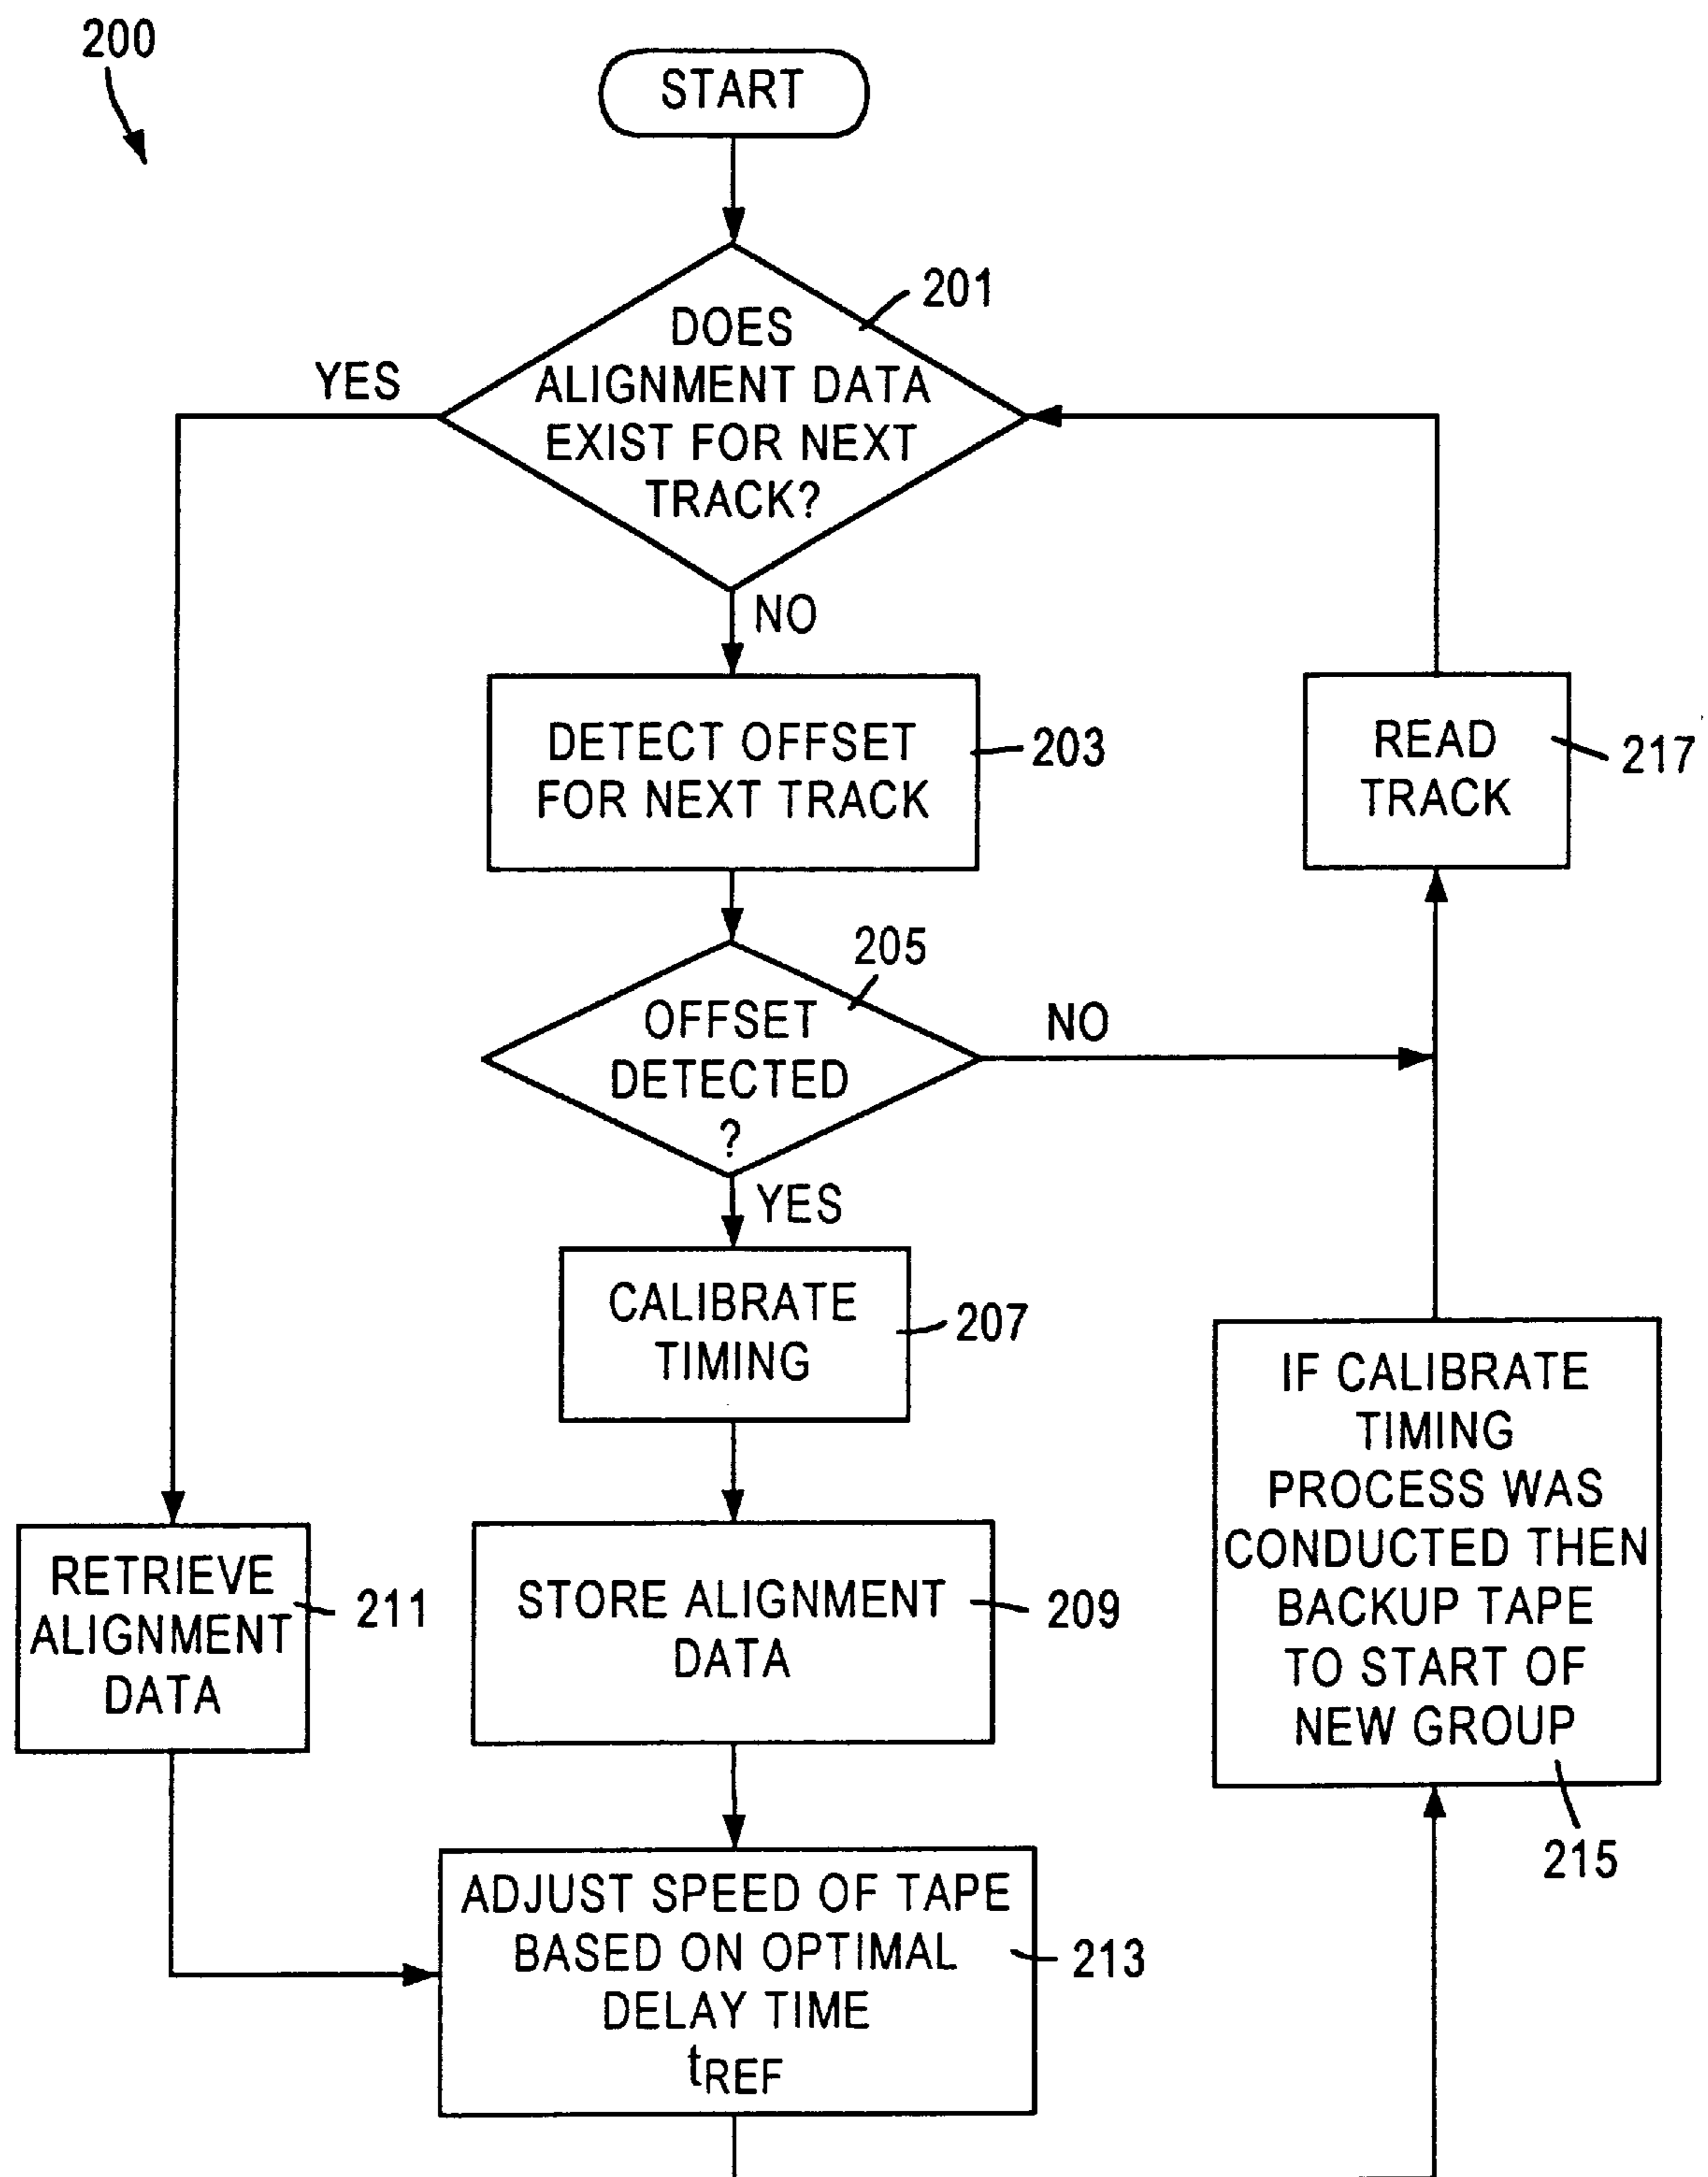 200
START
201
DOES
ALIGNMENT DATA
EXIST FOR NEXT
TRACK?
YES
NO
DETECT OFFSET
FOR NEXT TRACK
203
READ
TRACK
217
205
OFFSET
DETECTED
?
NO
YES
CALIBRATE
TIMING
207
IF CALIBRATE
TIMING
PROCESS WAS
CONDUCTED THEN
BACKUP TAPE
TO START OF
NEW GROUP
215
RETRIEVE
ALIGNMENT
DATA
211
STORE ALIGNMENT
DATA
209
ADJUST SPEED OF TAPE
BASED ON OPTIMAL
DELAY TIME
tREF
213